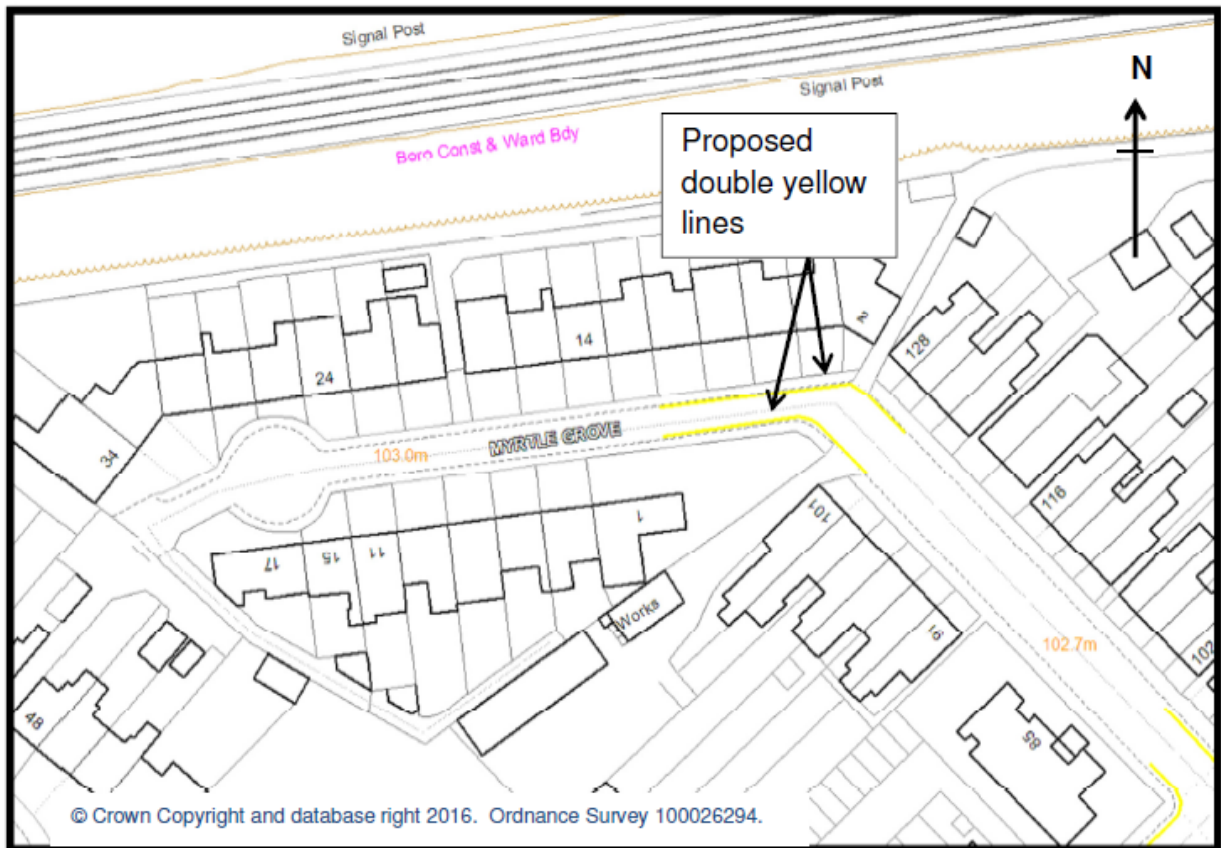 Signal Post
Signal Post
N
Boro Const & Ward Bdy
Proposed
double yellow
lines
2
128
14
24
116
MYRTLE GROVE
103.0m
34
101
1
11
15
17
Works
91
102.7m
102
85
48
© Crown Copyright and database right 2016. Ordnance Survey 100026294.